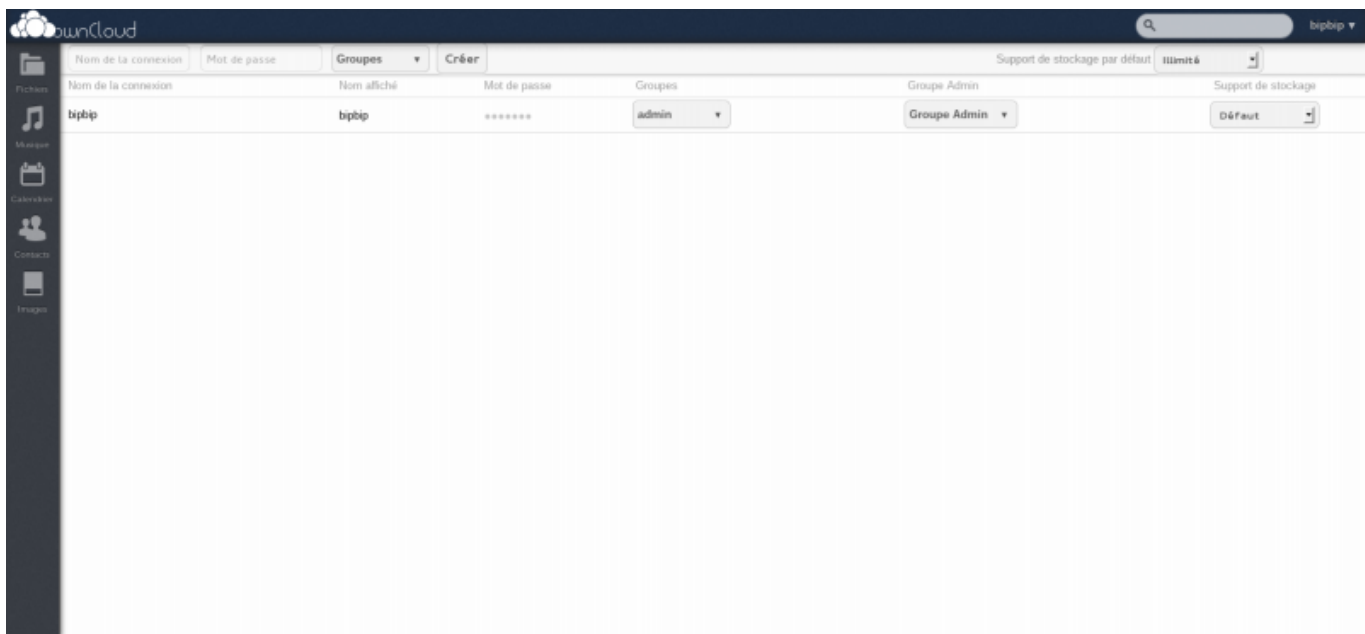 ownCloud
bipbip ▾
Nom de la connexion Mot de passe Groupes ▾ Créer Support de stockage par défaut Illimité
Nom de la connexion Nom affiché Mot de passe Groupes Groupe Admin Support de stockage
bipbip bipbip ●●●●●●● admin ▾ Groupe Admin ▾ Défaut
Fichiers
Musique
Calendrier
Contacts
Images